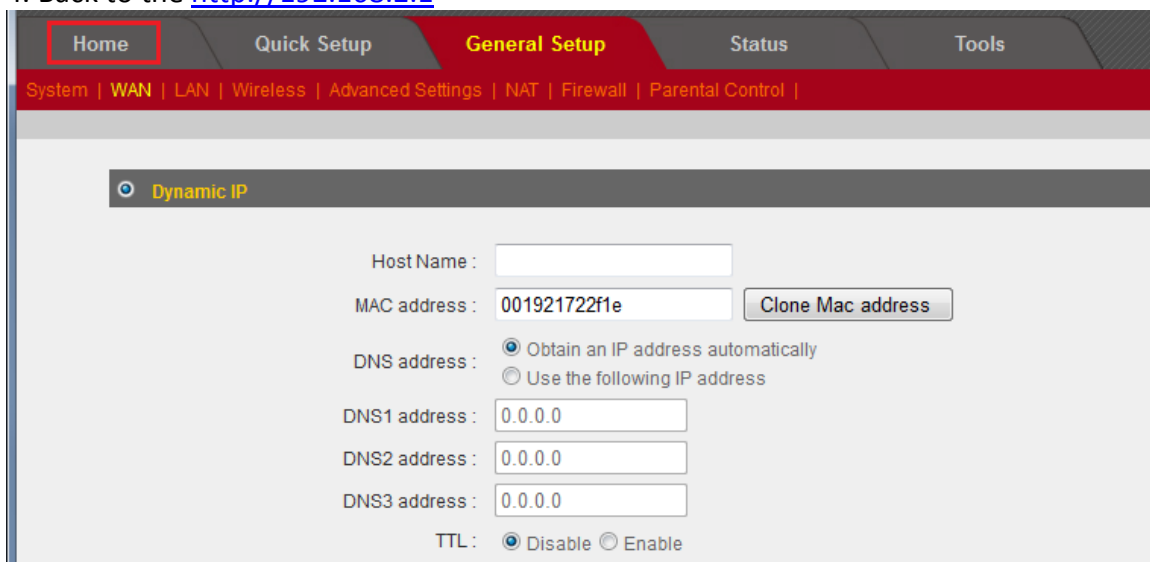 Back to the
Home Quick Setup General Setup Status Tools
System | WAN | LAN | Wireless | Advanced Settings | NAT | Firewall | Parental Control |
Dynamic IP
Host Name :
MAC address : 001921722f1e Clone Mac address
DNS address : Obtain an IP address automatically
Use the following IP address
DNS1 address : 0.0.0.0
DNS2 address : 0.0.0.0
DNS3 address : 0.0.0.0
TTL : Disable Enable